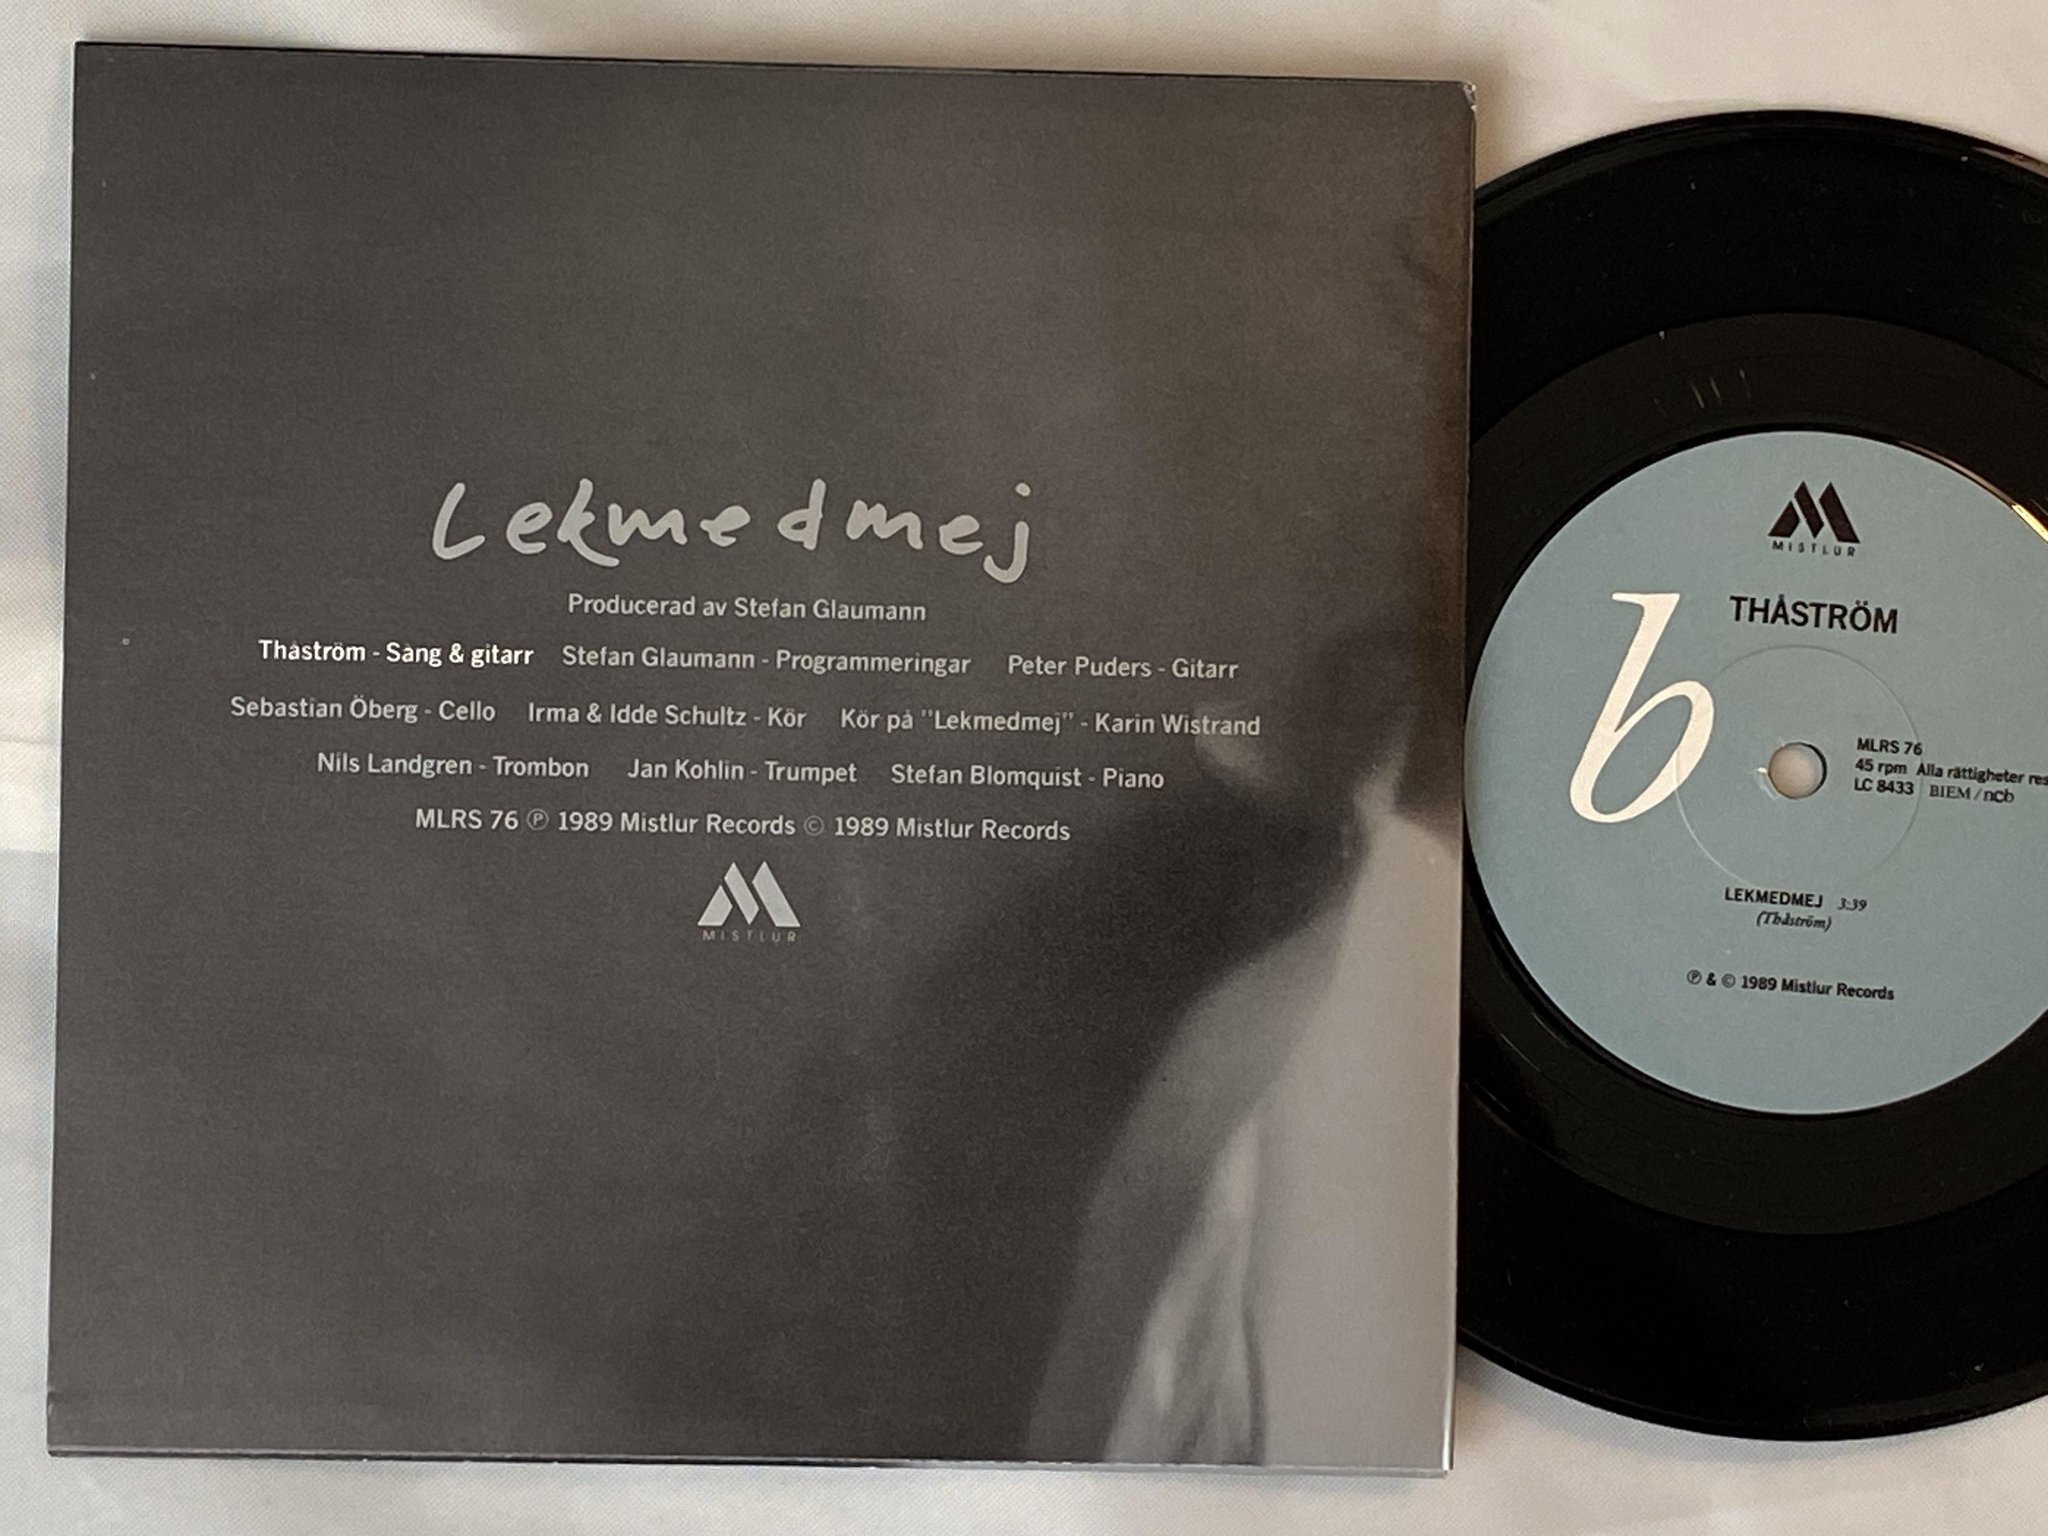 Lekmedmej
Producerad av Stefan Glaumann
Thåström - Sång & gitarr Stefan Glaumann - Programmeringar Peter Puders - Gitarr
Sebastian Öberg - Cello Irma & Idde Schultz - Kör Kör på "Lekmedmej" - Karin Wistrand
Nils Landgren - Trombon Jan Kohlin - Trumpet Stefan Blomquist - Piano
MLRS 76 ℗ 1989 Mistlur Records © 1989 Mistlur Records
MISTLUR
MISTLUR
THÅSTRÖM
b
MLRS 76
45 rpm Alla rättigheter
LC 8433 BIEM/ncb
LEKMEDMEJ 3:39
(Thåström)
℗ & © 1989 Mistlur Records